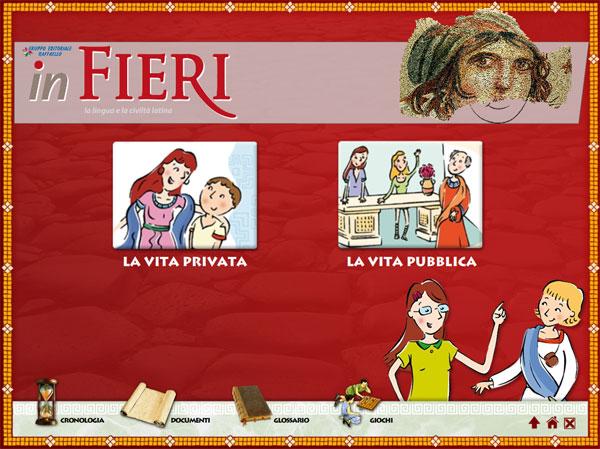 GRUPPO EDITORIALE
RAFFAELLO
in FIERI
la lingua e la civiltà latina
LA VITA PRIVATA
LA VITA PUBBLICA
CRONOLOGIA
DOCUMENTI
GLOSSARIO
GIOCHI